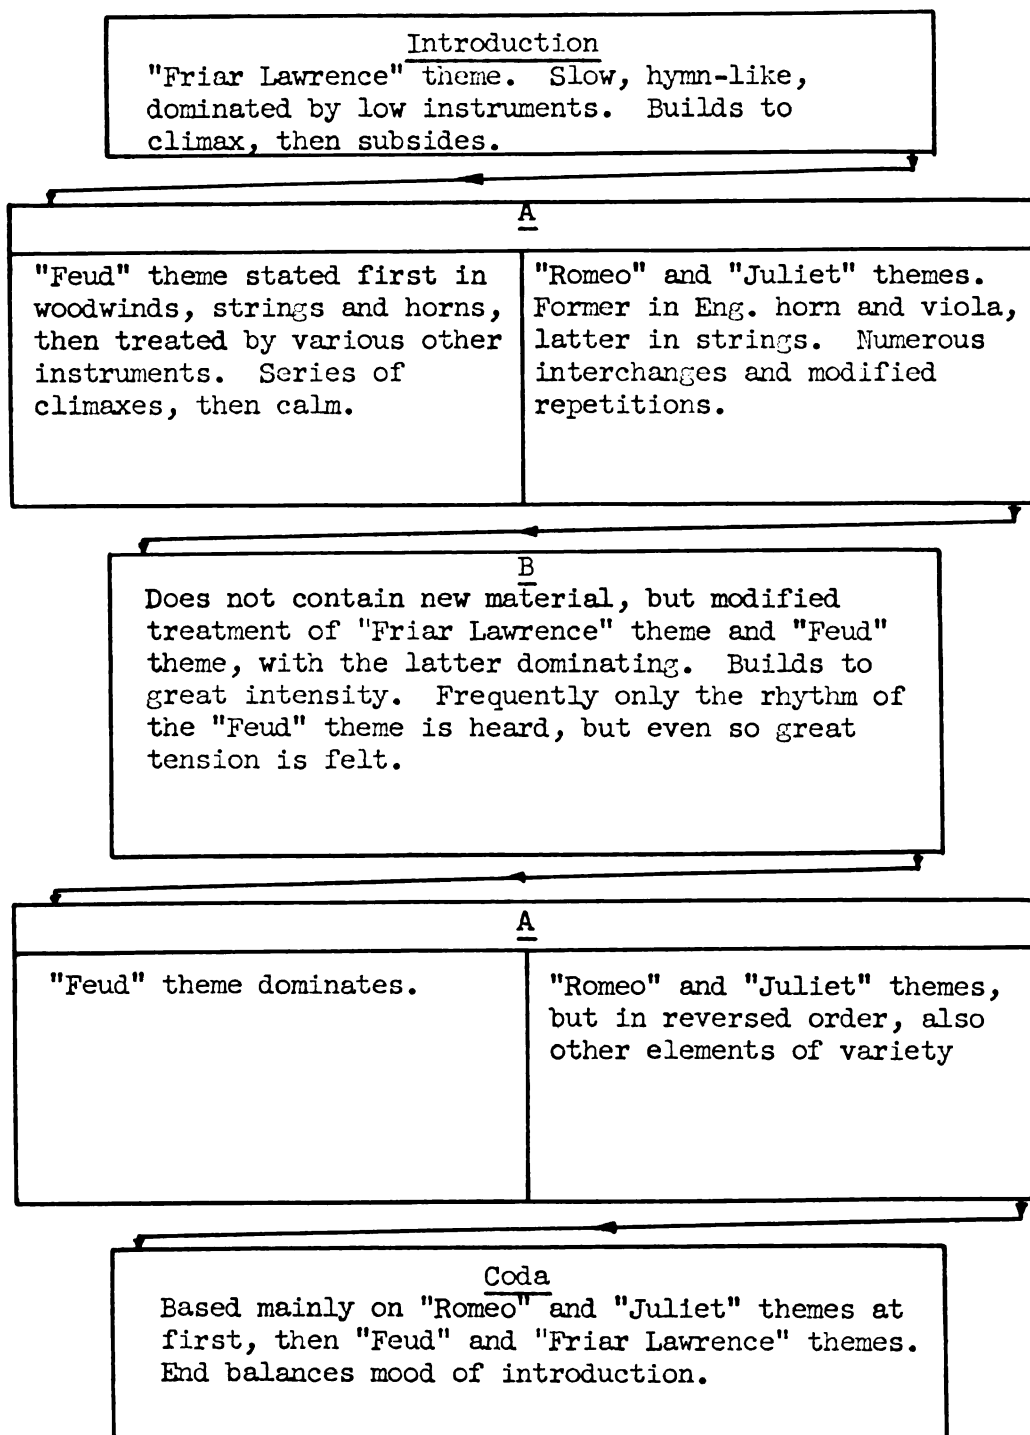 Introduction
"Friar Lawrence" theme. Slow, hymn-like,
dominated by low instruments. Builds to
climax, then subsides.
A
"Feud" theme stated first in
woodwinds, strings and horns,
then treated by various other
instruments. Series of
climaxes, then calm.
"Romeo" and "Juliet" themes.
Former in Eng. horn and viola,
latter in strings. Numerous
interchanges and modified
repetitions.
B
Does not contain new material, but modified
treatment of "Friar Lawrence" theme and "Feud"
theme, with the latter dominating. Builds to
great intensity. Frequently only the rhythm of
the "Feud" theme is heard, but even so great
tension is felt.
A
"Feud" theme dominates.
"Romeo" and "Juliet" themes,
but in reversed order, also
other elements of variety
Coda
Based mainly on "Romeo" and "Juliet" themes at
first, then "Feud" and "Friar Lawrence" themes.
End balances mood of introduction.